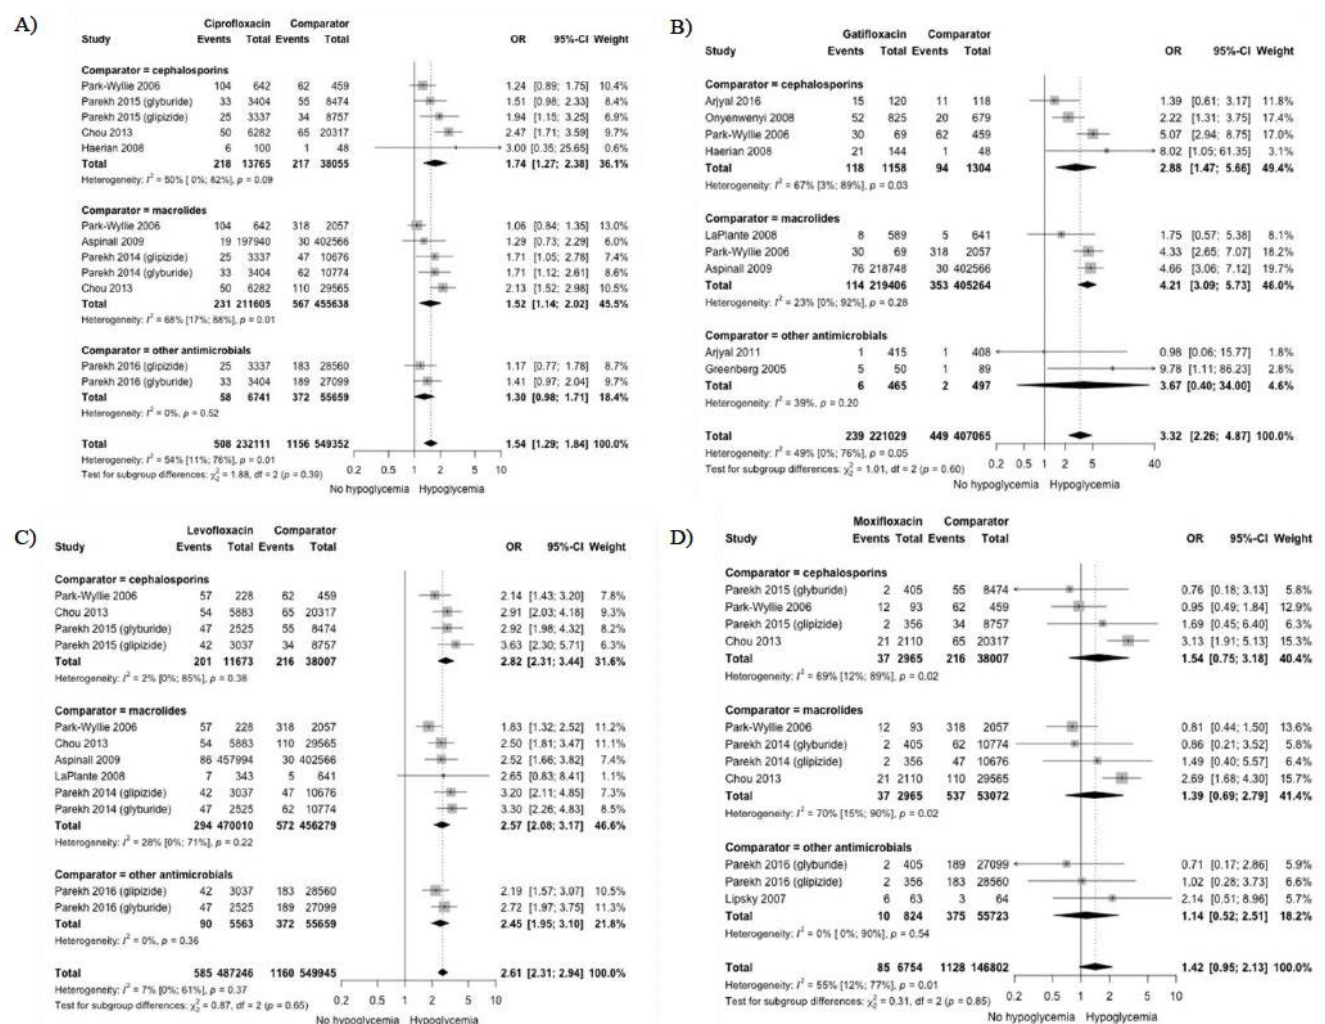 A)
Ciprofloxacin Comparator
Study Events Total Events Total OR 95%-CI Weight
Comparator = cephalosporins
Park-Wyllie 2006 104 642 62 459 1.24 [0.89; 1.75] 10.4%
Parekh 2015 (glyburide) 33 3404 55 8474 1.51 [0.98; 2.33] 8.4%
Parekh 2015 (glipizide) 25 3337 34 8757 1.94 [1.15; 3.25] 6.9%
Chou 2013 50 6282 65 20317 2.47 [1.71; 3.59] 9.7%
Haerian 2008 6 100 1 48 3.00 [0.35; 25.65] 0.6%
Total 218 13765 217 38055 1.74 [1.27; 2.38] 36.1%
Heterogeneity: I² = 50% [ 0%; 82%], p = 0.09
Comparator = macrolides
Park-Wyllie 2006 104 642 318 2057 1.06 [0.84; 1.35] 13.0%
Aspinall 2009 19 197940 30 402566 1.29 [0.73; 2.29] 6.0%
Parekh 2014 (glipizide) 25 3337 47 10676 1.71 [1.05; 2.78] 7.4%
Parekh 2014 (glyburide) 33 3404 62 10774 1.71 [1.12; 2.61] 8.6%
Chou 2013 50 6282 110 29565 2.13 [1.52; 2.98] 10.5%
Total 231 211605 567 455638 1.52 [1.14; 2.02] 45.5%
Heterogeneity: I² = 68% [17%; 88%], p = 0.01
Comparator = other antimicrobials
Parekh 2016 (glipizide) 25 3337 183 28560 1.17 [0.77; 1.78] 8.7%
Parekh 2016 (glyburide) 33 3404 189 27099 1.41 [0.97; 2.04] 9.7%
Total 58 6741 372 55659 1.30 [0.98; 1.71] 18.4%
Heterogeneity: I² = 0%, p = 0.52
Total 508 232111 1156 549352 1.54 [1.29; 1.84] 100.0%
Heterogeneity: I² = 54% [11%; 76%], p = 0.01
Test for subgroup differences: χ²₂ = 1.88, df = 2 (p = 0.39)
0.2 0.5 1 2 5 10
No hypoglycemia Hypoglycemia
B)
Gatifloxacin Comparator
Study Events Total Events Total OR 95%-CI Weight
Comparator = cephalosporins
Arjyal 2016 15 120 11 118 1.39 [0.61; 3.17] 11.8%
Onyenwenyi 2008 52 825 20 679 2.22 [1.31; 3.75] 17.4%
Park-Wyllie 2006 30 69 62 459 5.07 [2.94; 8.75] 17.0%
Haerian 2008 21 144 1 48 8.02 [1.05; 61.35] 3.1%
Total 118 1158 94 1304 2.88 [1.47; 5.66] 49.4%
Heterogeneity: I² = 67% [3%; 89%], p = 0.03
Comparator = macrolides
LaPlante 2008 8 589 5 641 1.75 [0.57; 5.38] 8.1%
Park-Wyllie 2006 30 69 318 2057 4.33 [2.65; 7.07] 18.2%
Aspinall 2009 76 218748 30 402566 4.66 [3.06; 7.12] 19.7%
Total 114 219406 353 405264 4.21 [3.09; 5.73] 46.0%
Heterogeneity: I² = 23% [0%; 92%], p = 0.28
Comparator = other antimicrobials
Arjyal 2011 1 415 1 408 0.98 [0.06; 15.77] 1.8%
Greenberg 2005 5 50 1 89 9.78 [1.11; 86.23] 2.8%
Total 6 465 2 497 3.67 [0.40; 34.00] 4.6%
Heterogeneity: I² = 39%, p = 0.20
Total 239 221029 449 407065 3.32 [2.26; 4.87] 100.0%
Heterogeneity: I² = 49% [0%; 76%], p = 0.05
Test for subgroup differences: χ²₂ = 1.01, df = 2 (p = 0.60)
0.2 0.5 1 2 5 40
No hypoglycemia Hypoglycemia
C)
Levofloxacin Comparator
Study Events Total Events Total OR 95%-CI Weight
Comparator = cephalosporins
Park-Wyllie 2006 57 228 62 459 2.14 [1.43; 3.20] 7.8%
Chou 2013 54 5883 65 20317 2.91 [2.03; 4.18] 9.3%
Parekh 2015 (glyburide) 47 2525 55 8474 2.92 [1.98; 4.32] 8.2%
Parekh 2015 (glipizide) 42 3037 34 8757 3.63 [2.30; 5.71] 6.3%
Total 201 11673 216 38007 2.82 [2.31; 3.44] 31.6%
Heterogeneity: I² = 2% [0%; 85%], p = 0.38
Comparator = macrolides
Park-Wyllie 2006 57 228 318 2057 1.83 [1.32; 2.52] 11.2%
Chou 2013 54 5883 110 29565 2.50 [1.81; 3.47] 11.1%
Aspinall 2009 86 457994 30 402566 2.52 [1.66; 3.82] 7.4%
LaPlante 2008 7 343 5 641 2.65 [0.83; 8.41] 1.1%
Parekh 2014 (glipizide) 42 3037 47 10676 3.20 [2.11; 4.85] 7.3%
Parekh 2014 (glyburide) 47 2525 62 10774 3.30 [2.26; 4.83] 8.5%
Total 294 470010 572 456279 2.57 [2.08; 3.17] 46.6%
Heterogeneity: I² = 28% [0%; 71%], p = 0.22
Comparator = other antimicrobials
Parekh 2016 (glipizide) 42 3037 183 28560 2.19 [1.57; 3.07] 10.5%
Parekh 2016 (glyburide) 47 2525 189 27099 2.72 [1.97; 3.75] 11.3%
Total 90 5563 372 55659 2.45 [1.95; 3.10] 21.8%
Heterogeneity: I² = 0%, p = 0.36
Total 585 487246 1160 549945 2.61 [2.31; 2.94] 100.0%
Heterogeneity: I² = 7% [0%; 61%], p = 0.37
Test for subgroup differences: χ²₂ = 0.87, df = 2 (p = 0.65)
0.2 0.5 1 2 5 10
No hypoglycemia Hypoglycemia
D)
Moxifloxacin Comparator
Study Events Total Events Total OR 95%-CI Weight
Comparator = cephalosporins
Parekh 2015 (glyburide) 2 405 55 8474 0.76 [0.18; 3.13] 5.8%
Park-Wyllie 2006 12 93 62 459 0.95 [0.49; 1.84] 12.9%
Parekh 2015 (glipizide) 2 356 34 8757 1.69 [0.45; 6.40] 6.3%
Chou 2013 21 2110 65 20317 3.13 [1.91; 5.13] 15.3%
Total 37 2965 216 38007 1.54 [0.75; 3.18] 40.4%
Heterogeneity: I² = 69% [12%; 89%], p = 0.02
Comparator = macrolides
Park-Wyllie 2006 12 93 318 2057 0.81 [0.44; 1.50] 13.6%
Parekh 2014 (glyburide) 2 405 62 10774 0.86 [0.21; 3.52] 5.8%
Parekh 2014 (glipizide) 2 356 47 10676 1.49 [0.40; 5.57] 6.4%
Chou 2013 21 2110 110 29565 2.69 [1.68; 4.30] 15.7%
Total 37 2965 537 53072 1.39 [0.69; 2.79] 41.4%
Heterogeneity: I² = 70% [15%; 90%], p = 0.02
Comparator = other antimicrobials
Parekh 2016 (glyburide) 2 405 189 27099 0.71 [0.17; 2.86] 5.9%
Parekh 2016 (glipizide) 2 356 183 28560 1.02 [0.28; 3.73] 6.6%
Lipsky 2007 6 63 3 64 2.14 [0.51; 8.96] 5.7%
Total 10 824 375 55723 1.14 [0.52; 2.51] 18.2%
Heterogeneity: I² = 0% [ 0%; 90%], p = 0.54
Total 85 6754 1128 146802 1.42 [0.95; 2.13] 100.0%
Heterogeneity: I² = 55% [12%; 77%], p = 0.01
Test for subgroup differences: χ²₂ = 0.31, df = 2 (p = 0.85)
0.2 0.5 1 2 5 10
No hypoglycemia Hypoglycemia